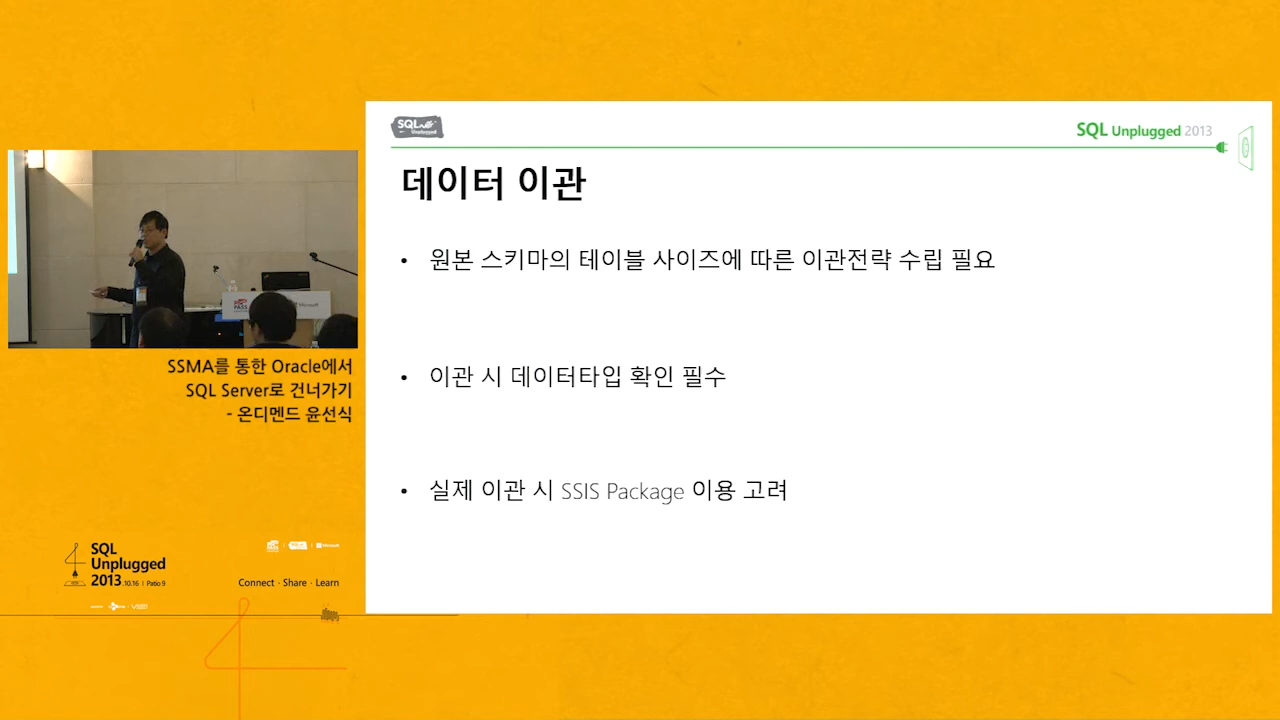 SQL
Unplugged
SQL Unplugged 2013
데이터 이관
• 원본 스키마의 테이블 사이즈에 따른 이관전략 수립 필요
• 이관 시 데이터타입 확인 필수
• 실제 이관 시 SSIS Package 이용 고려
PASS
Microsoft
SSMA를 통한 Oracle에서
SQL Server로 건너가기
- 온디멘드 윤선식
SQL
Unplugged
2013.10.16 | Patio 9
Microsoft
Connect · Share · Learn